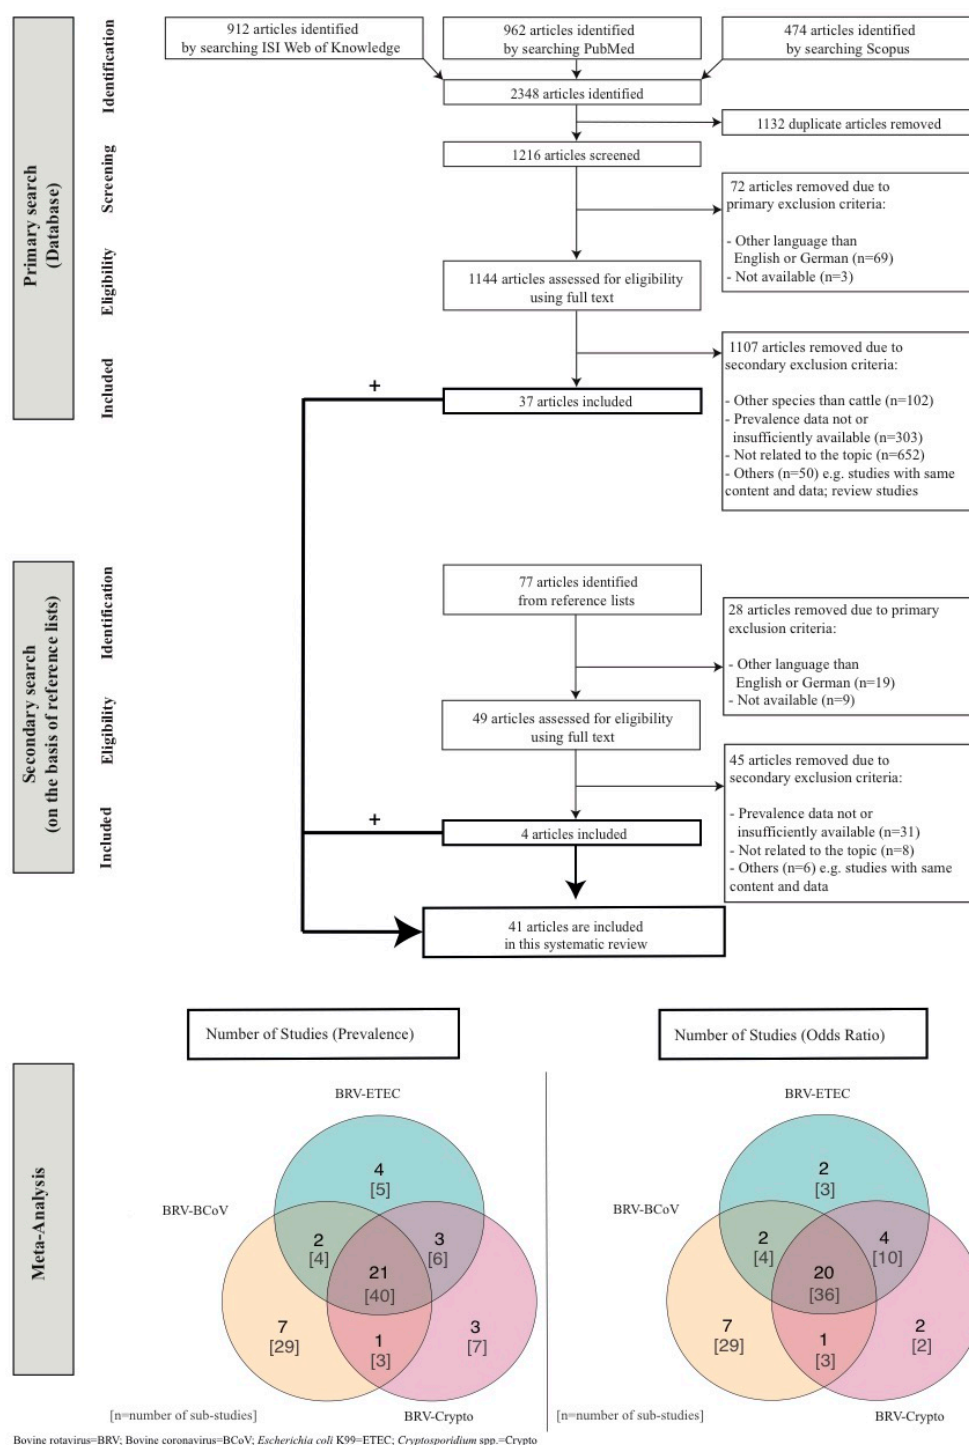 912 articles identified
by searching ISI Web of Knowledge
962 articles identified
by searching PubMed
474 articles identified
by searching Scopus
2348 articles identified
1132 duplicate articles removed
1216 articles screened
72 articles removed due to
primary exclusion criteria:
- Other language than
English or German (n=69)
- Not available (n=3)
1144 articles assessed for eligibility
using full text
1107 articles removed due to
secondary exclusion criteria:
- Other species than cattle (n=102)
- Prevalence data not or
insufficiently available (n=303)
- Not related to the topic (n=652)
- Others (n=50) e.g. studies with same
content and data; review studies
+
37 articles included
Primary search
(Database)
Identification
Screening
Eligibility
Included
77 articles identified
from reference lists
28 articles removed due to primary
exclusion criteria:
- Other language than
English or German (n=19)
- Not available (n=9)
49 articles assessed for eligibility
using full text
45 articles removed due to
secondary exclusion criteria:
- Prevalence data not or
insufficiently available (n=31)
- Not related to the topic (n=8)
- Others (n=6) e.g. studies with same
content and data
+
4 articles included
41 articles are included
in this systematic review
Secondary search
(on the basis of reference lists)
Identification
Eligibility
Included
Meta-Analysis
Number of Studies (Prevalence)
BRV-ETEC
BRV-BCoV
4
[5]
2
[4]
3
[6]
21
[40]
7
[29]
1
[3]
3
[7]
BRV-Crypto
[n=number of sub-studies]
Number of Studies (Odds Ratio)
BRV-ETEC
BRV-BCoV
2
[3]
2
[4]
4
[10]
20
[36]
7
[29]
1
[3]
2
[2]
BRV-Crypto
[n=number of sub-studies]
Bovine rotavirus=BRV; Bovine coronavirus=BCoV; Escherichia coli K99=ETEC; Cryptosporidium spp.=Crypto